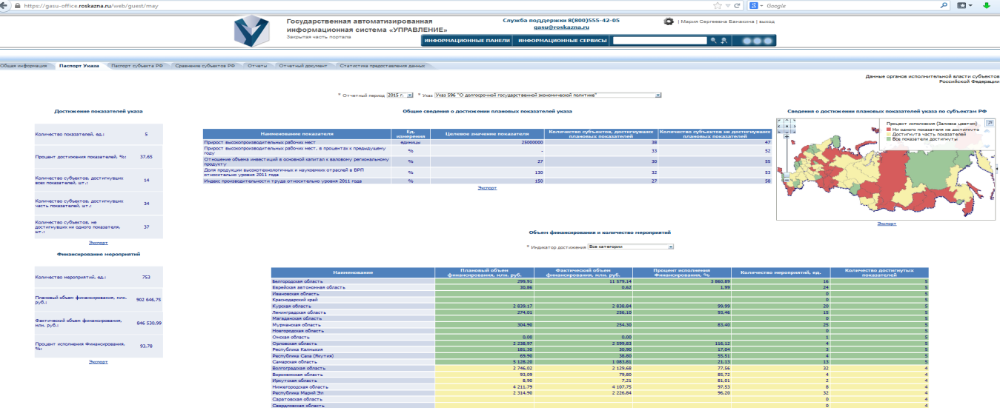 https://gasu-office.roskazna.ru/web/guest/may
Google
Государственная автоматизированная
информационная система «УПРАВЛЕНИЕ»
Закрытая часть портала
Служба поддержки 8(800)555-42-05
gasu@roskazna.ru
| Мария Сергеевна Банакина | выход
ИНФОРМАЦИОННЫЕ ПАНЕЛИ ИНФОРМАЦИОННЫЕ СЕРВИСЫ
Общая информация Паспорт Указа Паспорт субъекта РФ Сравнение субъектов РФ Отчеты Отчетный документ Статистика предоставления данных
Данные органов исполнительной власти субъектов
Российской Федерации
* Отчетный период 2015 г. * Указ Указ 596 "О долгосрочной государственной экономической политике"
Достижение показателей указа
Количество показателей, ед.: 5
Процент достижения показателей, %: 37,65
Количество субъектов, достигнувших
всех показателей, шт.: 14
Количество субъектов, достигнувших
часть показателей, шт.: 34
Количество субъектов, не
достигнувших ни одного показателя,
шт.: 37
Экспорт
Общие сведения о достижении плановых показателей указа
Наименование показателя Ед. измерения Целевое значение показателя Количество субъектов, достигнувших плановых показателей Количество субъектов не достигнувших плановых показателей
Прирост высокопроизводительных рабочих мест единицы 25000000 38 47
Прирост высокопроизводительных рабочих мест, в процентах к предыдущему
году % - 33 52
Отношение объема инвестиций в основной капитал к валовому региональному
продукту % 27 30 55
Доля продукции высокотехнологичных и наукоемких отраслей в ВРП
относительно уровня 2011 года % 130 32 53
Индекс производительности труда относительно уровня 2011 года % 150 27 58
Экспорт
Сведения о достижении плановых показателей указа по субъектам РФ
Процент исполнения (Заливка цветом)
Ни одного показателя не достигнуто
Достигнута часть показателей
Все показатели достигнуты
Экспорт
Финансирование мероприятий
Количество мероприятий, ед.: 753
Плановый объем финансирования, млн.
руб.: 902 646,75
Фактический объем финансирования,
млн. руб.: 846 530,99
Процент исполнения Финансирования,
%: 93,78
Экспорт
Объем финансирования и количество мероприятий
* Индикатор достижения Все категории
Наименование Плановый объем финансирования, млн. руб. Фактический объем финансирования, млн. руб. Процент исполнения Финансирования, % Количество мероприятий, ед. Количество достигнутых показателей
Белгородская область 299,91 11 579,14 3 860,89 16 5
Еврейская автономная область 30,86 0,62 1,99 24 5
Ивановская область 0 5
Краснодарский край 0 5
Курская область 2 839,17 2 838,84 99,99 20 5
Ленинградская область 274,01 256,10 93,46 15 5
Магаданская область 0 5
Мурманская область 304,90 254,30 83,40 25 5
Новгородская область 0 5
Омская область 0,00 0,00 1 5
Орловская область 2 238,97 2 599,83 116,12 4 5
Республика Калмыкия 181,30 30,90 17,04 3 5
Республика Саха (Якутия) 69,90 38,80 55,51 4 5
Самарская область 5 128,20 1 083,81 21,13 13 5
Волгоградская область 2 746,02 2 129,68 77,56 32 4
Воронежская область 93,09 79,80 85,72 4 4
Иркутская область 8,90 7,21 81,01 2 4
Нижегородская область 4 211,79 4 107,75 97,53 8 4
Республика Марий Эл 2 314,90 2 226,84 96,20 32 4
Саратовская область 0 4
Свердловская область 0 4